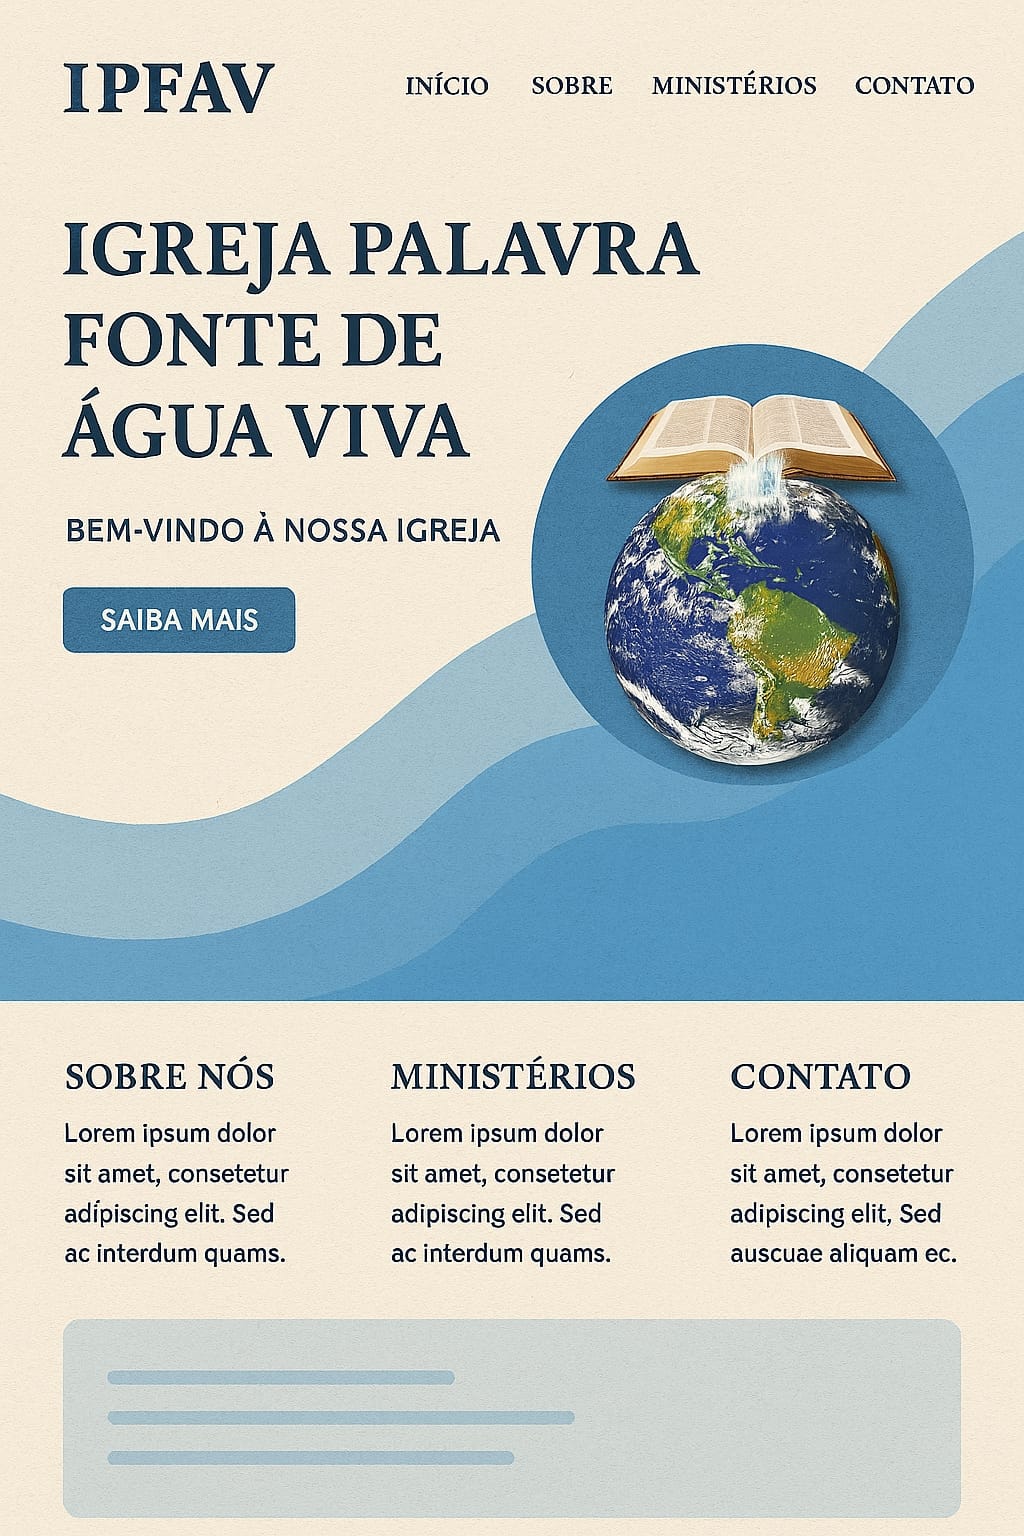 IPFAV
INÍCIO SOBRE MINISTÉRIOS CONTATO
IGREJA PALAVRA
FONTE DE
ÁGUA VIVA
BEM-VINDO À NOSSA IGREJA
SAIBA MAIS
SOBRE NÓS
Lorem ipsum dolor
sit amet, consetetur
adípiscing elit. Sed
ac interdum quams.
MINISTÉRIOS
Lorem ipsum dolor
sit amet, consetetur
adipiscing elit. Sed
ac interdum quams.
CONTATO
Lorem ipsum dolor
sit amet, consetetur
adipiscing elit, Sed
auscuae aliquam ec.